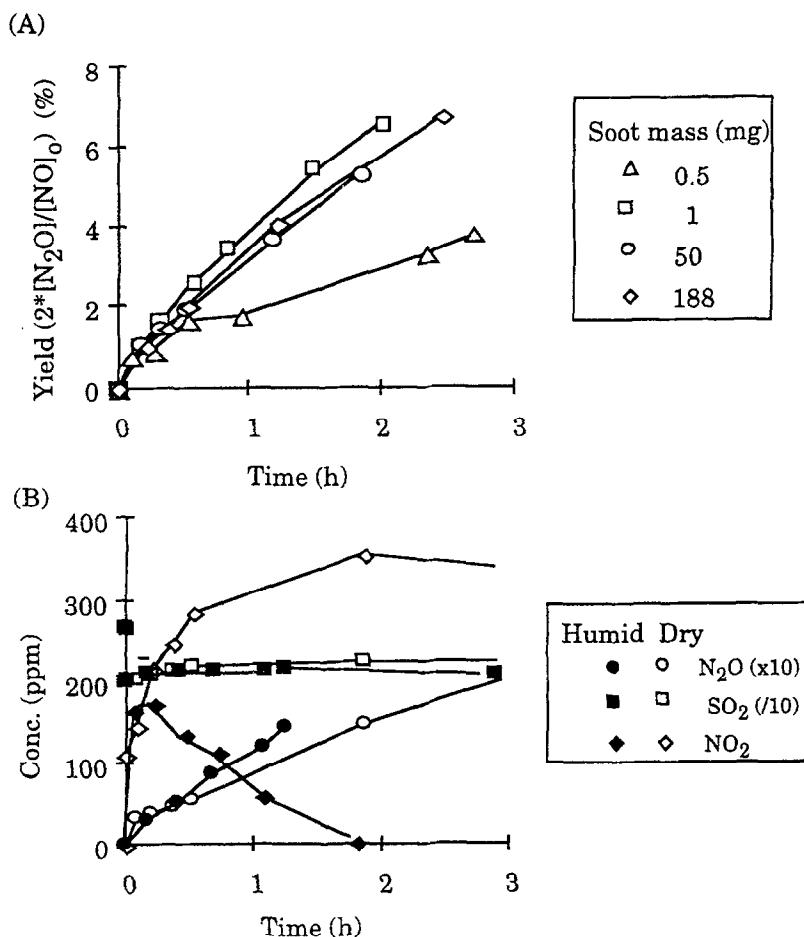 (A)
Yield (2*[N₂O]/[NO]₀) (%)
8
6
4
2
0
0 1 2 3
Time (h)
Soot mass (mg)
0.5
1
50
188
(B)
Conc. (ppm)
400
300
200
100
0
0 1 2 3
Time (h)
Humid Dry
N₂O (x10)
SO₂ (/10)
NO₂